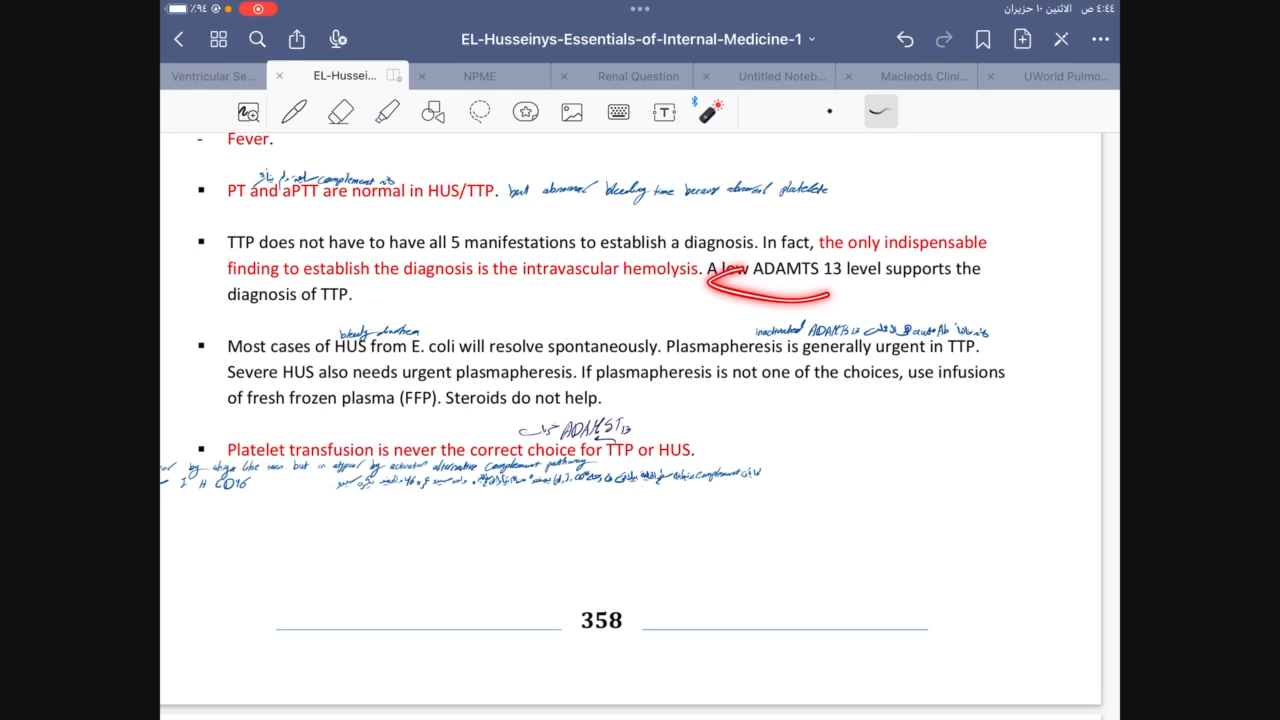 ٪٩٤
٤:٤٤ ص الاثنين ١٠ حزيران
EL-Husseinys-Essentials-of-Internal-Medicine-1
Ventricular Se...
EL-Hussei...
NPME
Renal Question
Untitled Noteb...
Macleods Clini...
UWorld Pulmo...
- Fever.
complement
▪ PT and aPTT are normal in HUS/TTP. but abnormal bleeding time because abnormal platelete
▪ TTP does not have to have all 5 manifestations to establish a diagnosis. In fact, the only indispensable
finding to establish the diagnosis is the intravascular hemolysis. A low ADAMTS 13 level supports the
diagnosis of TTP.
bloody diarrhea
inactivated ADAMTS 13 auto Ab
▪ Most cases of HUS from E. coli will resolve spontaneously. Plasmapheresis is generally urgent in TTP.
Severe HUS also needs urgent plasmapheresis. If plasmapheresis is not one of the choices, use infusions
of fresh frozen plasma (FFP). Steroids do not help.
ADAMST 13
▪ Platelet transfusion is never the correct choice for TTP or HUS.
by shiga like toxin but in atypical by activation alternative complement pathway
I H CD46 complement
358